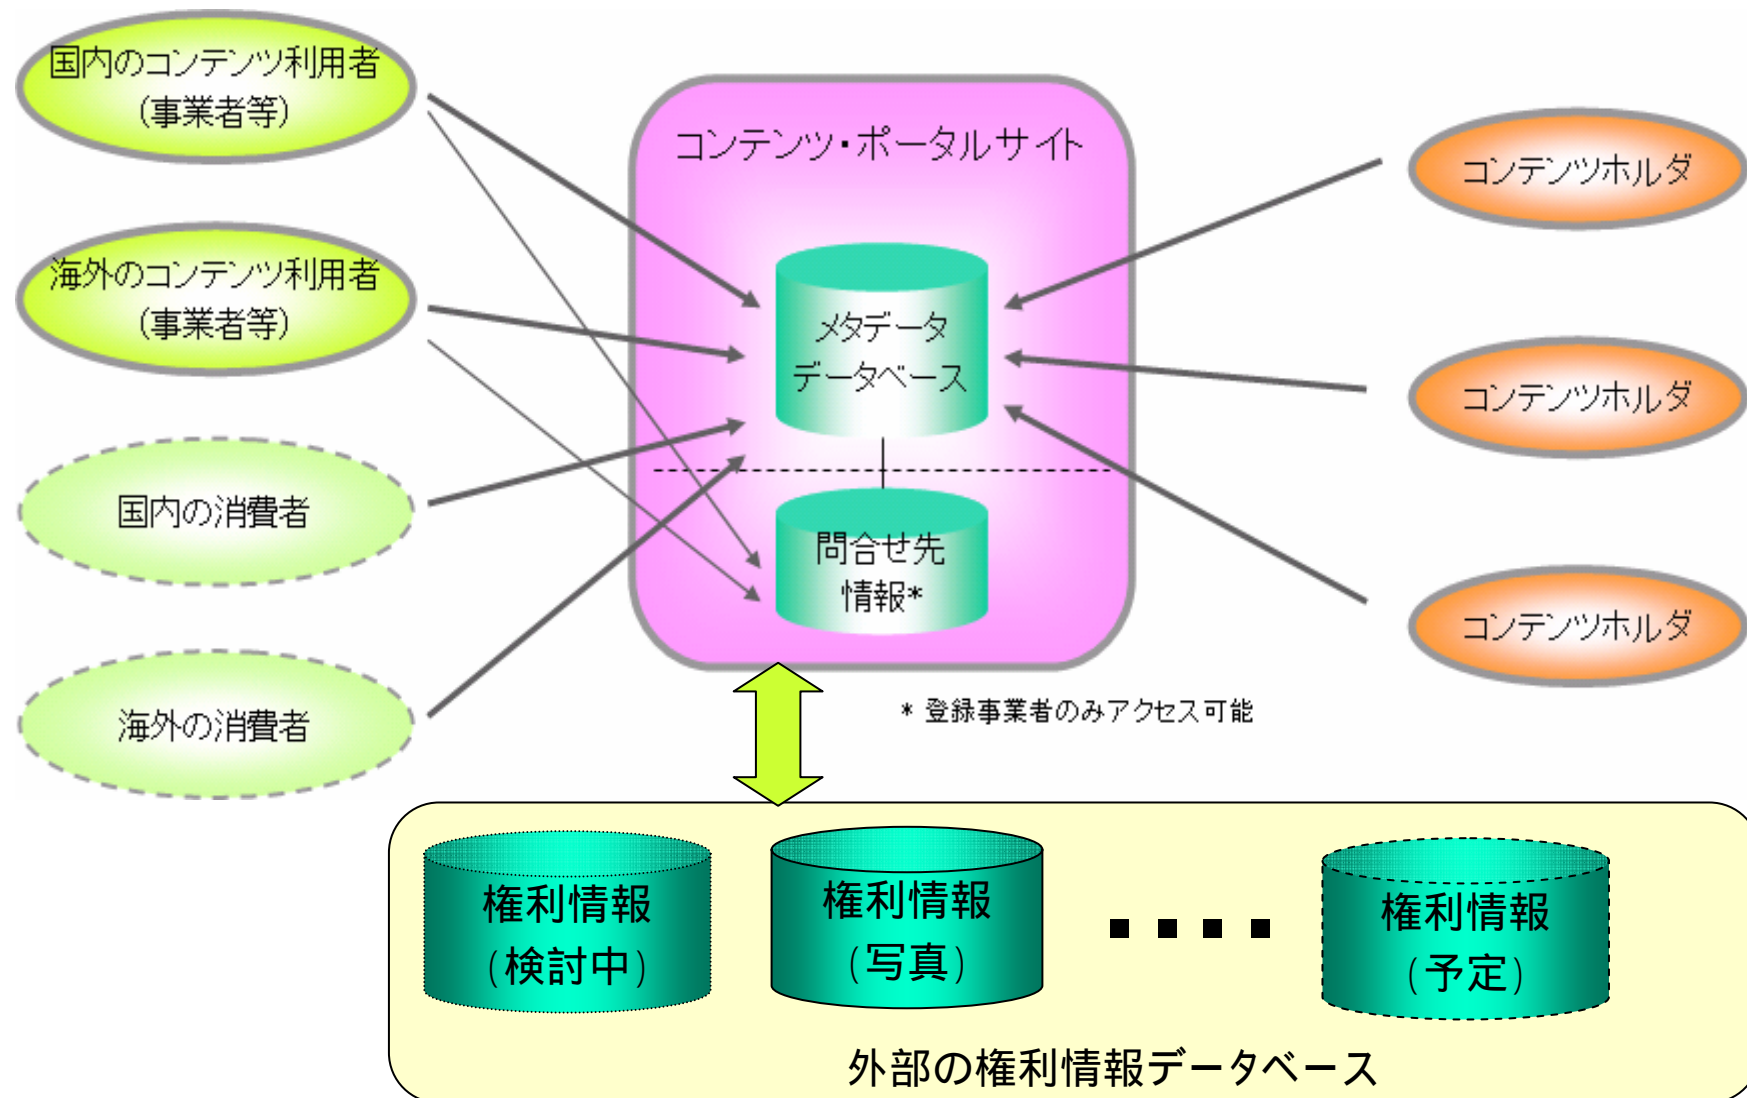 国内のコンテンツ利用者
(事業者等)
海外のコンテンツ利用者
(事業者等)
国内の消費者
海外の消費者
コンテンツ・ポータルサイト
メタデータ
データベース
問合せ先
情報*
コンテンツホルダ
コンテンツホルダ
コンテンツホルダ
* 登録事業者のみアクセス可能
権利情報
(検討中)
権利情報
(写真)
・・・・
権利情報
(予定)
外部の権利情報データベース